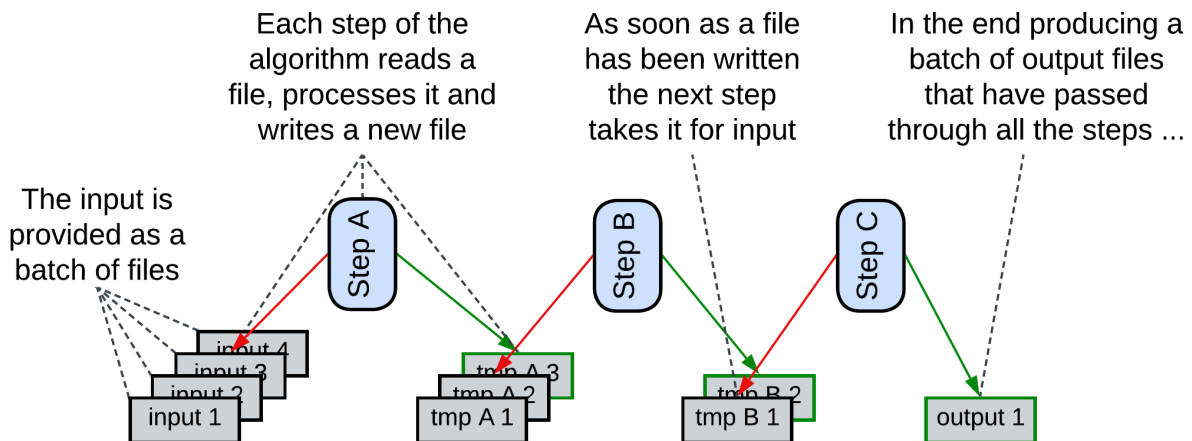 Each step of the
algorithm reads a
file, processes it and
writes a new file
As soon as a file
has been written
the next step
takes it for input
In the end producing a
batch of output files
that have passed
through all the steps ...
The input is
provided as a
batch of files
Step A
Step B
Step C
input 4
input 3
input 2
input 1
tmp A 3
tmp A 2
tmp A 1
tmp B 2
tmp B 1
output 1